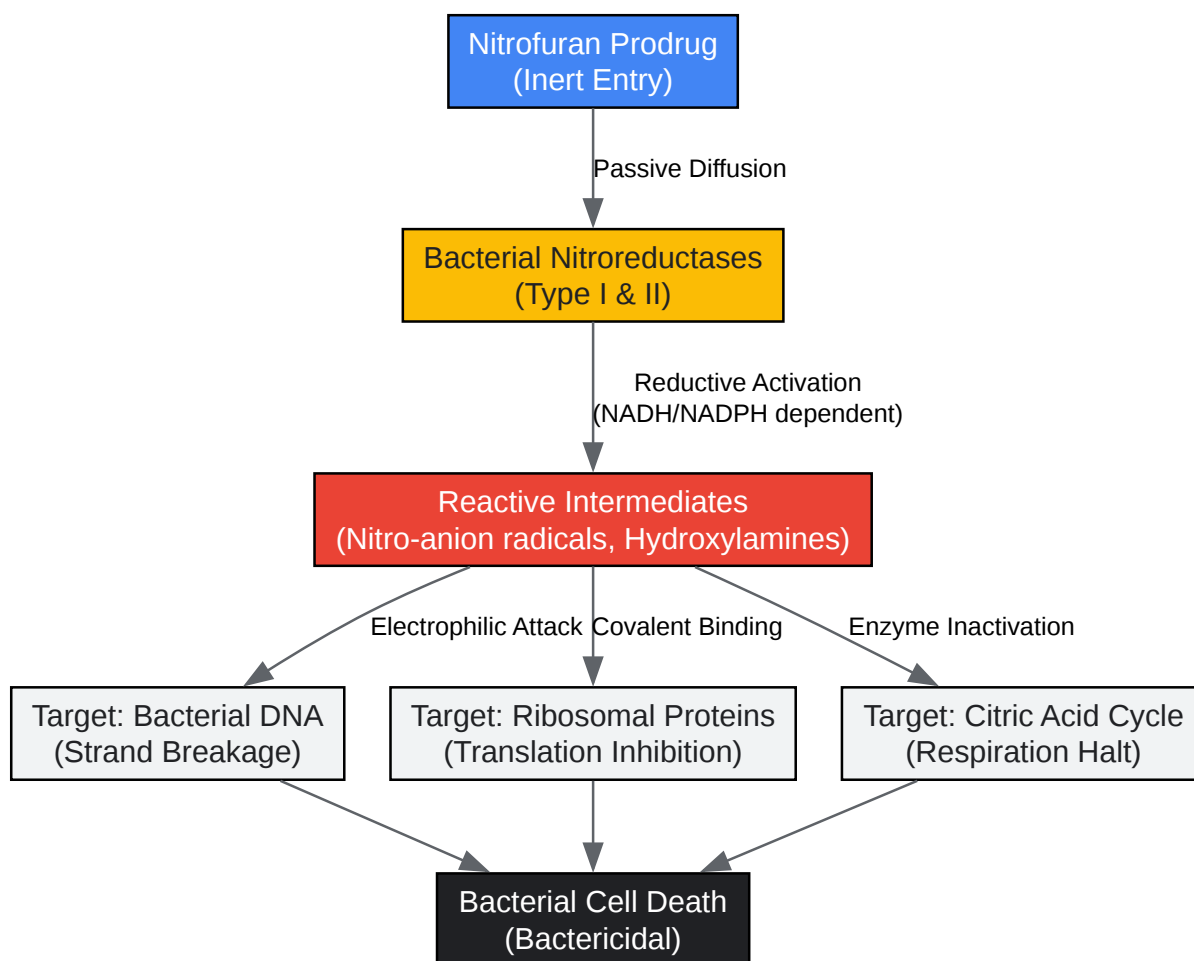 Nitrofuran Prodrug
(Inert Entry)
Passive Diffusion
Bacterial Nitroreductases
(Type I & II)
Reductive Activation
(NADH/NADPH dependent)
Reactive Intermediates
(Nitro-anion radicals, Hydroxylamines)
Electrophilic Attack
Covalent Binding
Enzyme Inactivation
Target: Bacterial DNA
(Strand Breakage)
Target: Ribosomal Proteins
(Translation Inhibition)
Target: Citric Acid Cycle
(Respiration Halt)
Bacterial Cell Death
(Bactericidal)